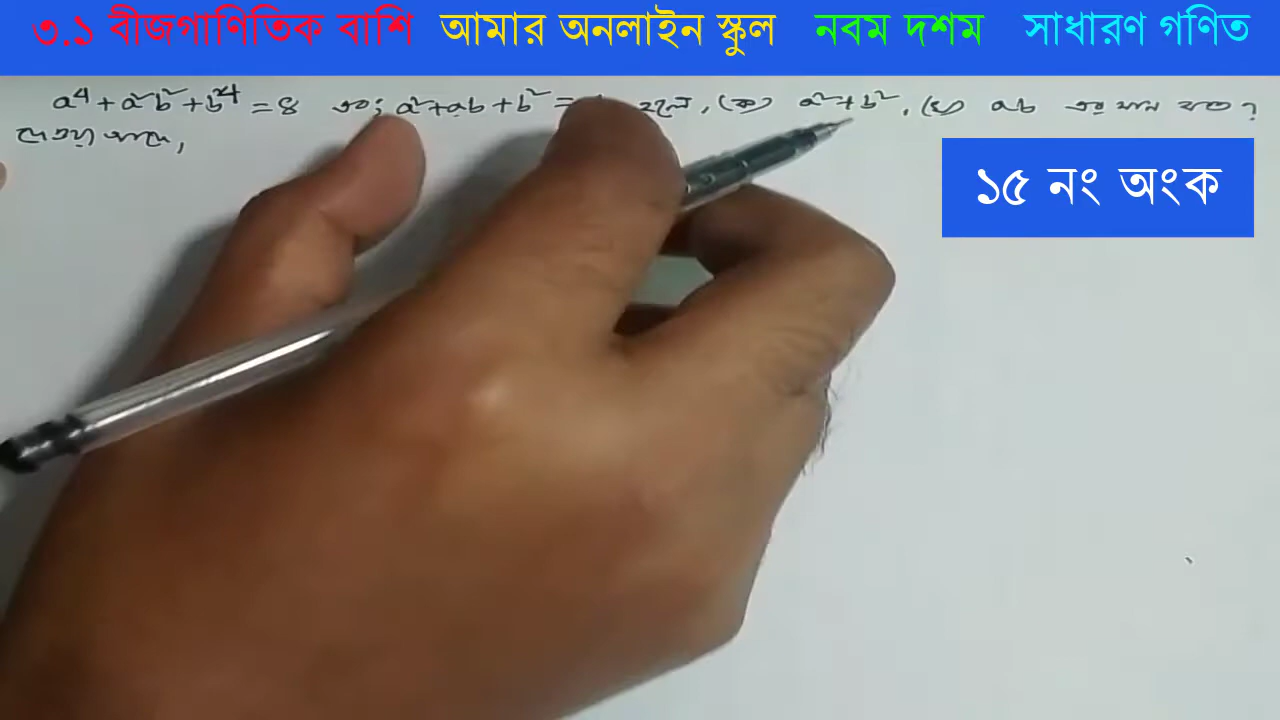 ৩.১ বীজগাণিতিক বাশি আমার অনলাইন স্কুল নবম দশম সাধারণ গণিত
a⁴ + a²b² + b⁴ = ৪ এবং a² + ab + b² = হলে, (ক) a² + b², (খ) ab এর মান কত ?
দেওয়া আছে,
১৫ নং অংক